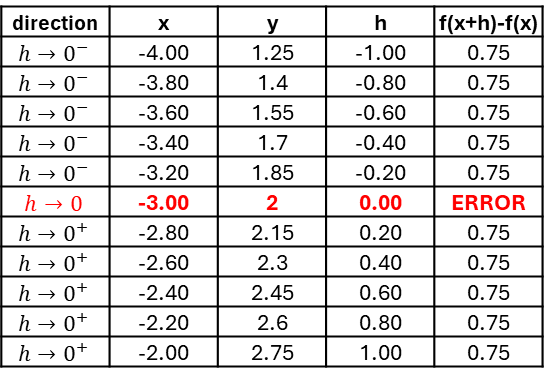 direction x y h f(x+h)-f(x)
h → 0⁻ -4.00 1.25 -1.00 0.75
h → 0⁻ -3.80 1.4 -0.80 0.75
h → 0⁻ -3.60 1.55 -0.60 0.75
h → 0⁻ -3.40 1.7 -0.40 0.75
h → 0⁻ -3.20 1.85 -0.20 0.75
h → 0 -3.00 2 0.00 ERROR
h → 0⁺ -2.80 2.15 0.20 0.75
h → 0⁺ -2.60 2.3 0.40 0.75
h → 0⁺ -2.40 2.45 0.60 0.75
h → 0⁺ -2.20 2.6 0.80 0.75
h → 0⁺ -2.00 2.75 1.00 0.75